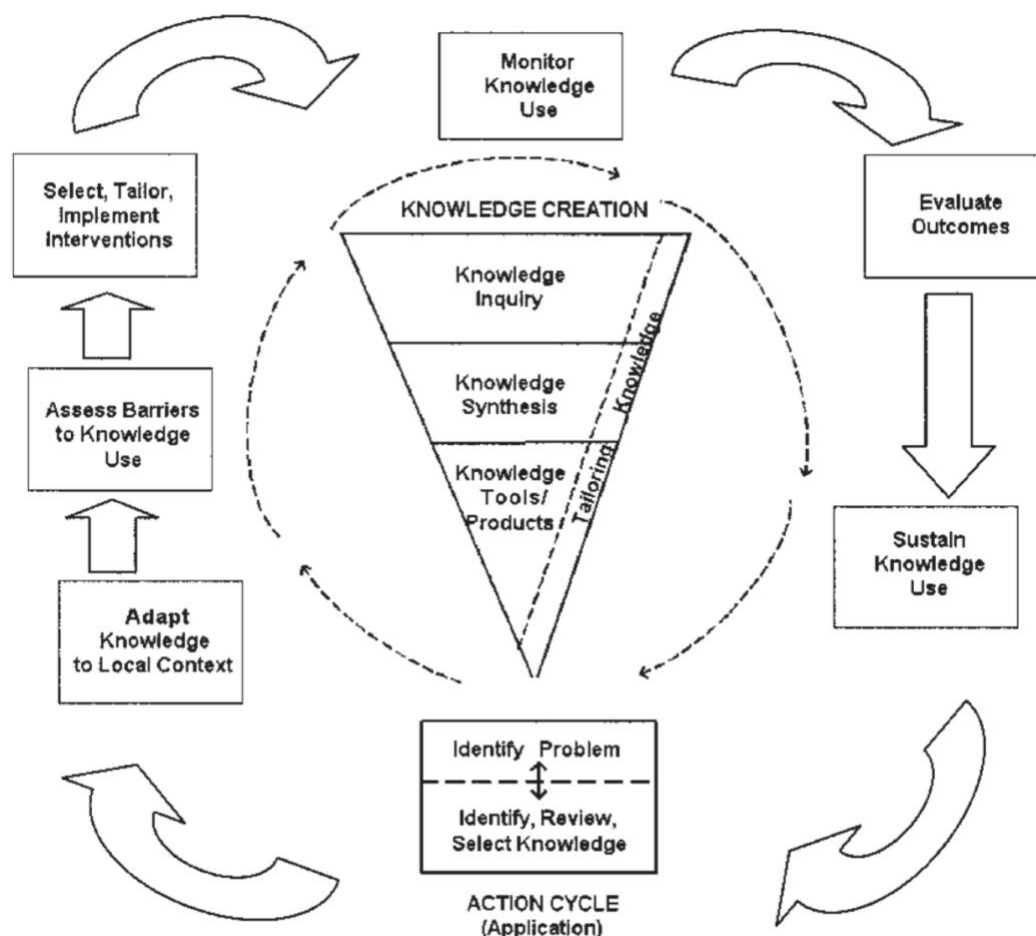 Monitor
Knowledge
Use
Select, Tailor,
Implement
Interventions
Evaluate
Outcomes
KNOWLEDGE CREATION
Knowledge
Inquiry
Knowledge
Synthesis
Knowledge
Tools/
Products
Tailoring Knowledge
Assess Barriers
to Knowledge
Use
Sustain
Knowledge
Use
Adapt
Knowledge
to Local Context
Identify Problem
Identify, Review,
Select Knowledge
ACTION CYCLE
(Application)